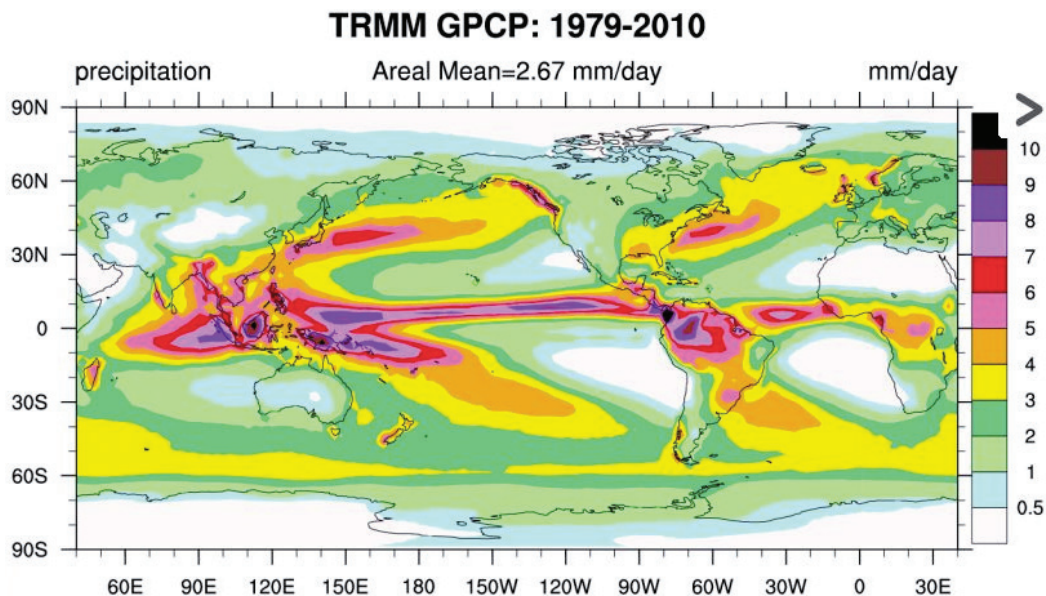 TRMM GPCP: 1979-2010
precipitation Areal Mean=2.67 mm/day mm/day
90N
60N
30N
0
30S
60S
90S
60E 90E 120E 150E 180 150W 120W 90W 60W 30W 0 30E
>
10
9
8
7
6
5
4
3
2
1
0.5